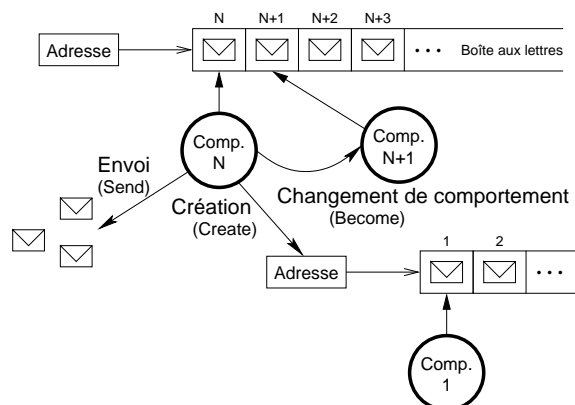 N N+1 N+2 N+3
Adresse
... Boîte aux lettres
Comp.
N
Comp.
N+1
Envoi
(Send)
Création
(Create)
Changement de comportement
(Become)
1 2
Adresse
...
Comp.
1